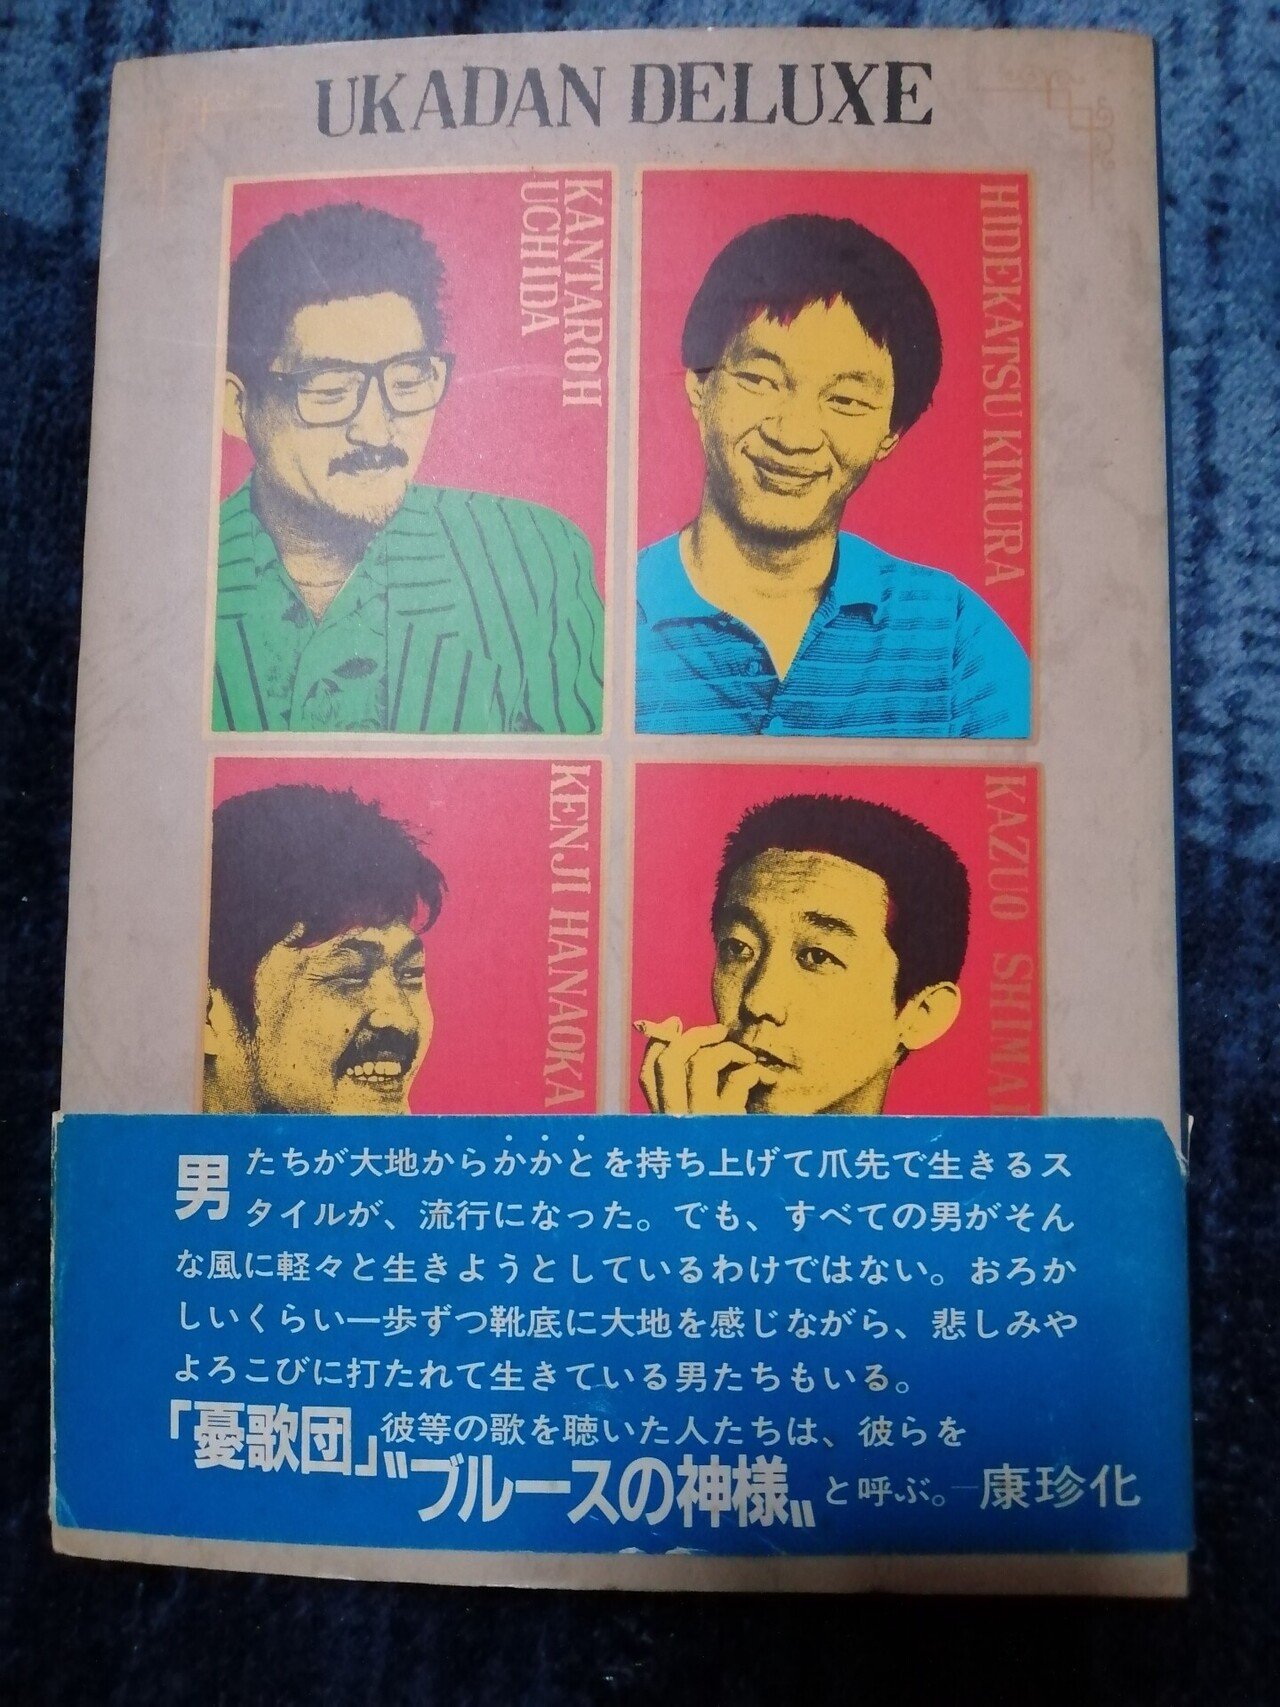 UKADAN DELUXE
KANTAROH
UCHIDA
HIDEKATSU KIMURA
KENJI HANAOKA
KAZUO SHIMA
男たちが大地からかかとを持ち上げて爪先で生きるス
タイルが、流行になった。でも、すべての男がそん
な風に軽々と生きようとしているわけではない。おろか
しいくらい一歩ずつ靴底に大地を感じながら、悲しみや
よろこびに打たれて生きている男たちもいる。
「憂歌団」彼等の歌を聴いた人たちは、彼らを
〝ブルースの神様〟と呼ぶ。—康珍化